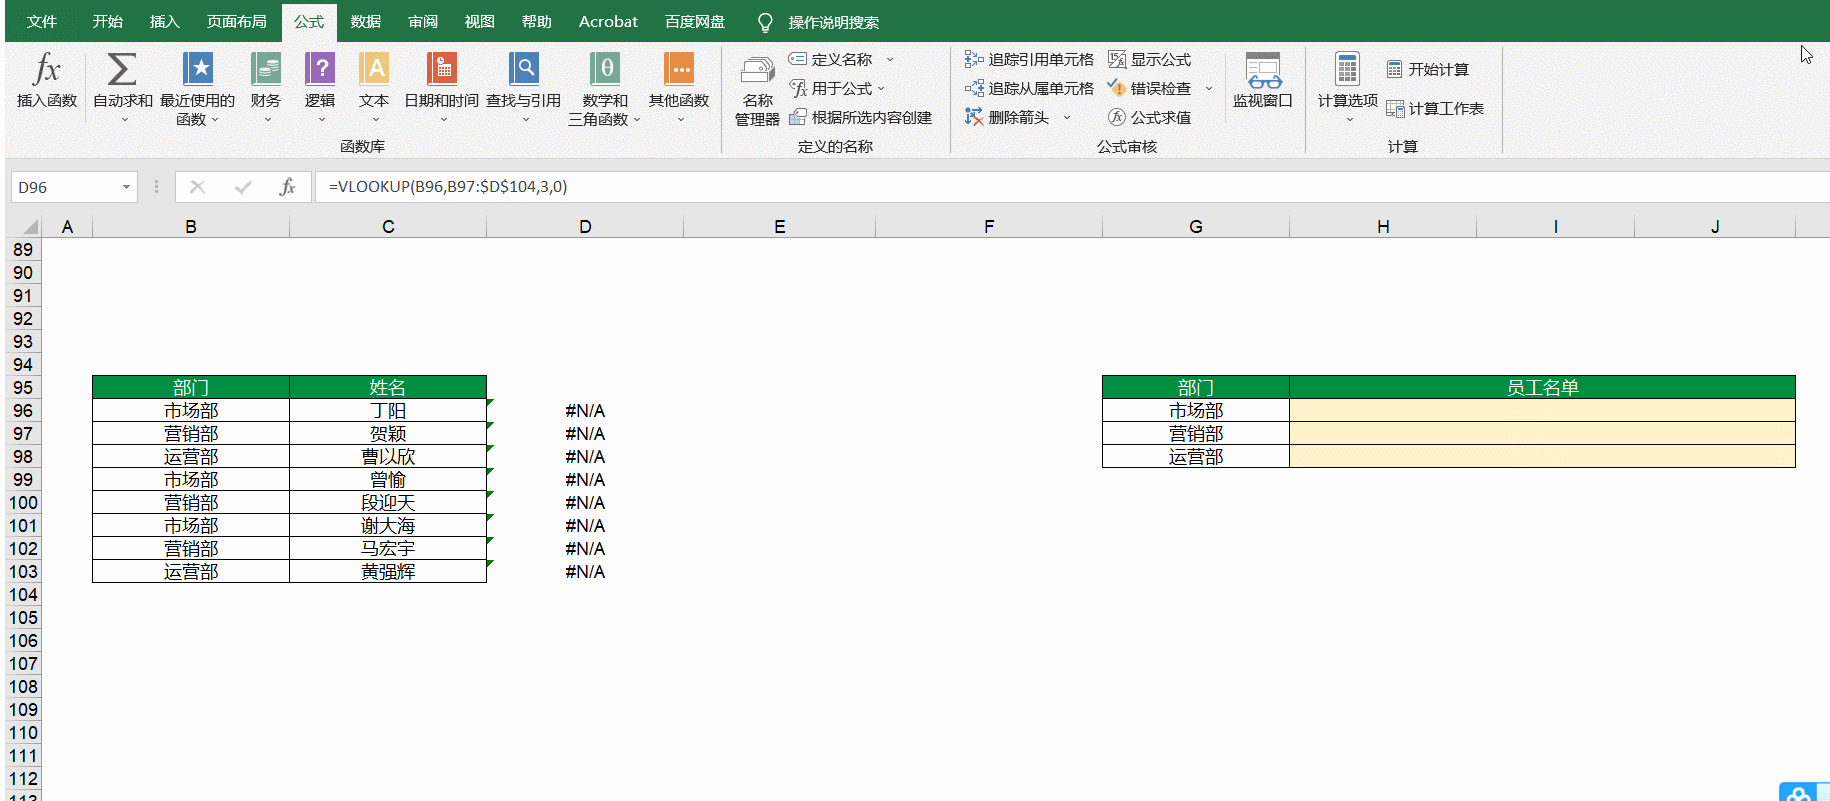 文件 开始 插入 页面布局 公式 数据 审阅 视图 帮助 Acrobat 百度网盘 操作说明搜索
fx 插入函数
自动求和
最近使用的
函数
财务
逻辑
文本
日期和时间
查找与引用
数学和
三角函数
其他函数
函数库
名称
管理器
定义名称
用于公式
根据所选内容创建
定义的名称
追踪引用单元格
追踪从属单元格
删除箭头
显示公式
错误检查
公式求值
公式审核
监视窗口
计算选项
开始计算
计算工作表
计算
D96 fx =VLOOKUP(B96,B97:$D$104,3,0)
A B C D E F G H I J
89
90
91
92
93
94
95 部门 姓名 部门 员工名单
96 市场部 丁阳 #N/A 市场部
97 营销部 贺颖 #N/A 营销部
98 运营部 曹以欣 #N/A 运营部
99 市场部 曾愉 #N/A
100 营销部 段迎天 #N/A
101 市场部 谢大海 #N/A
102 营销部 马宏宇 #N/A
103 运营部 黄强辉 #N/A
104
105
106
107
108
109
110
111
112
113